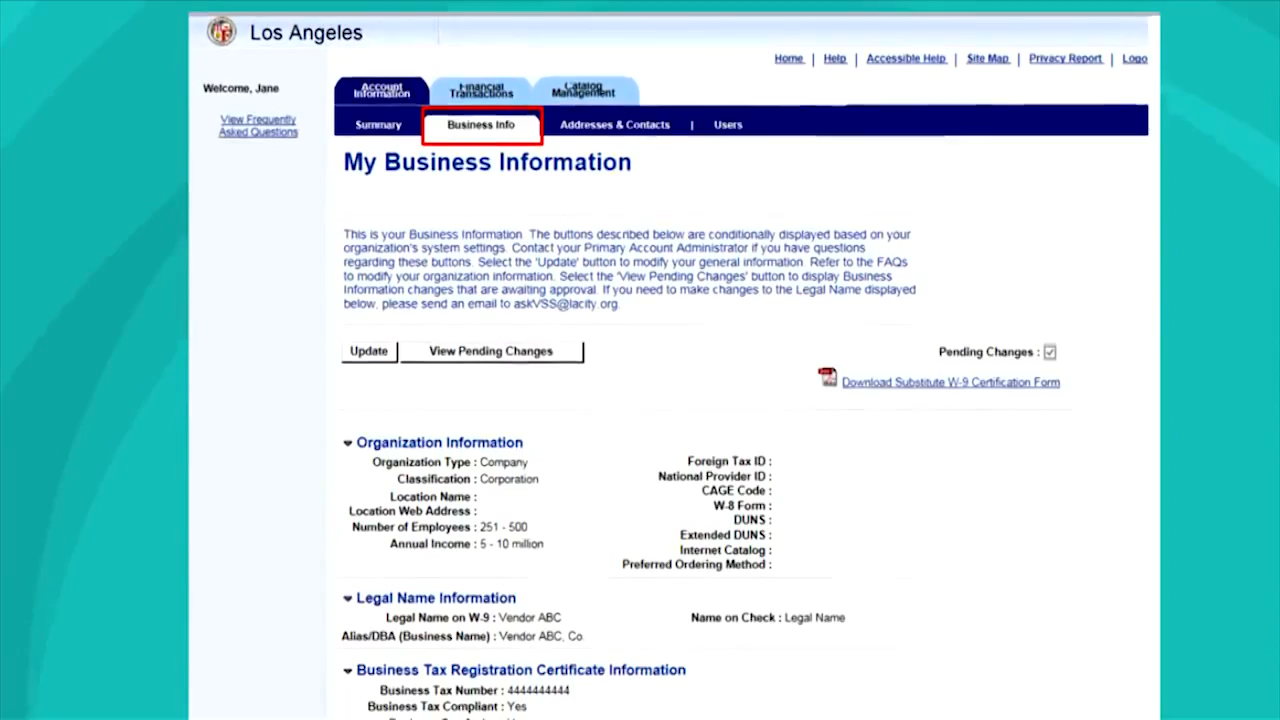 Los Angeles
Home | Help | Accessible Help | Site Map | Privacy Report | Logo
Welcome, Jane
View Frequently
Asked Questions
Account
Information
Financial
Transactions
Catalog
Management
Summary
Business Info
Addresses & Contacts | Users
My Business Information
This is your Business Information. The buttons described below are conditionally displayed based on your
organization's system settings. Contact your Primary Account Administrator if you have questions
regarding these buttons. Select the 'Update' button to modify your general information. Refer to the FAQs
to modify your organization information. Select the 'View Pending Changes' button to display Business
Information changes that are awaiting approval. If you need to make changes to the Legal Name displayed
below, please send an email to askVSS@lacity.org.
Update
View Pending Changes
Pending Changes :
Download Substitute W-9 Certification Form
Organization Information
Organization Type : Company
Classification : Corporation
Location Name :
Location Web Address :
Number of Employees : 251 - 500
Annual Income : 5 - 10 million
Foreign Tax ID :
National Provider ID :
CAGE Code :
W-8 Form :
DUNS :
Extended DUNS :
Internet Catalog :
Preferred Ordering Method :
Legal Name Information
Legal Name on W-9 : Vendor ABC
Alias/DBA (Business Name) : Vendor ABC, Co
Name on Check : Legal Name
Business Tax Registration Certificate Information
Business Tax Number : 4444444444
Business Tax Compliant : Yes